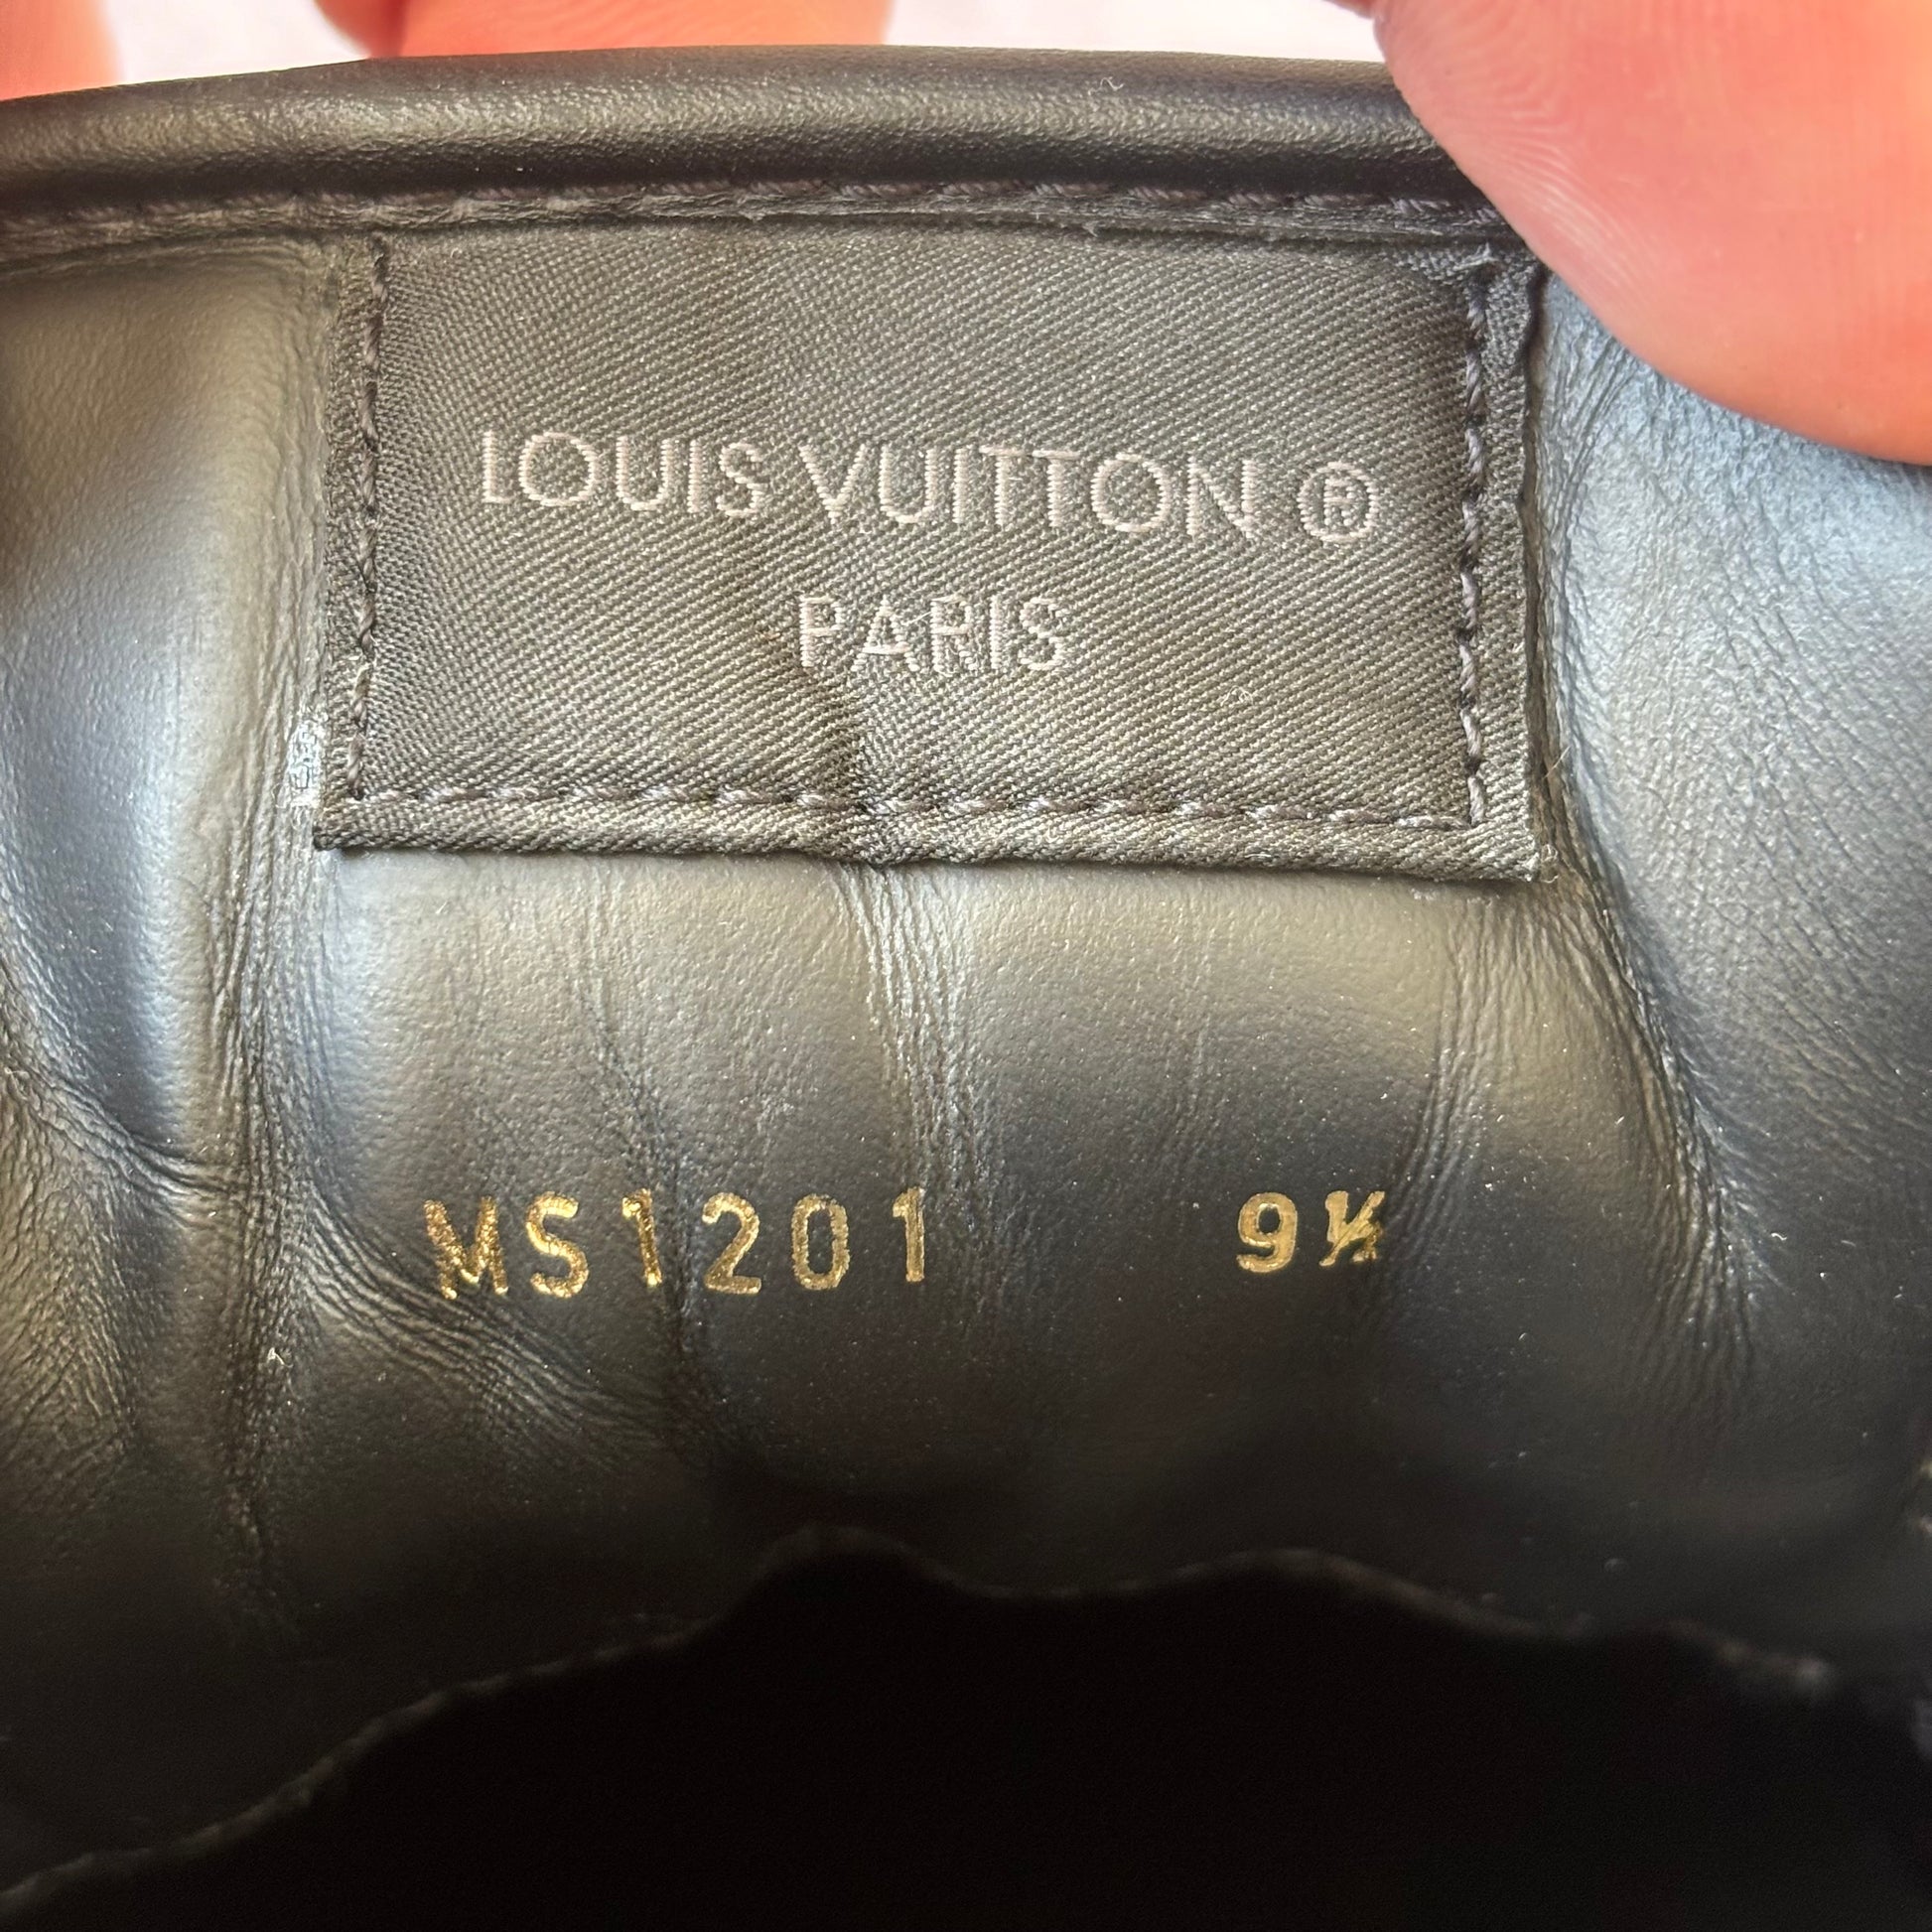 LOUIS VUITTON ®
PARIS
MS1201 9½